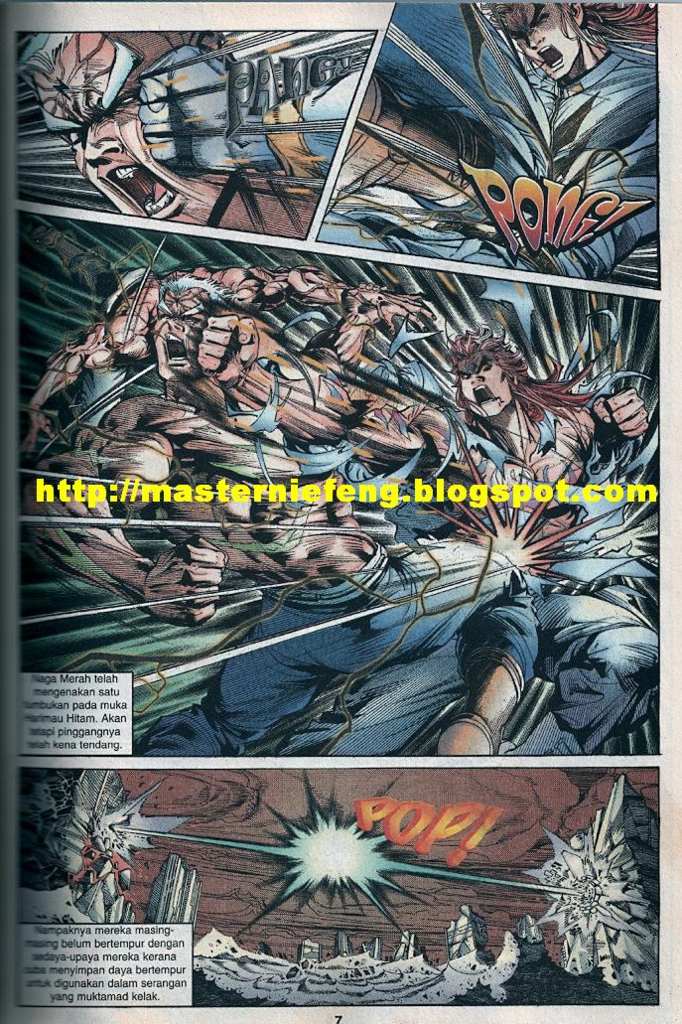 PANG!
PONG!
http://masterniefeng.blogspot.com
Naga Merah telah
mengenakan satu
tumbukan pada muka
Harimau Hitam. Akan
tetapi pinggangnya
telah kena tendang.
POP!
Nampaknya mereka masing-
masing belum bertempur dengan
sedaya-upaya mereka kerana
cuba menyimpan daya bertempur
untuk digunakan dalam serangan
yang muktamad kelak.
7